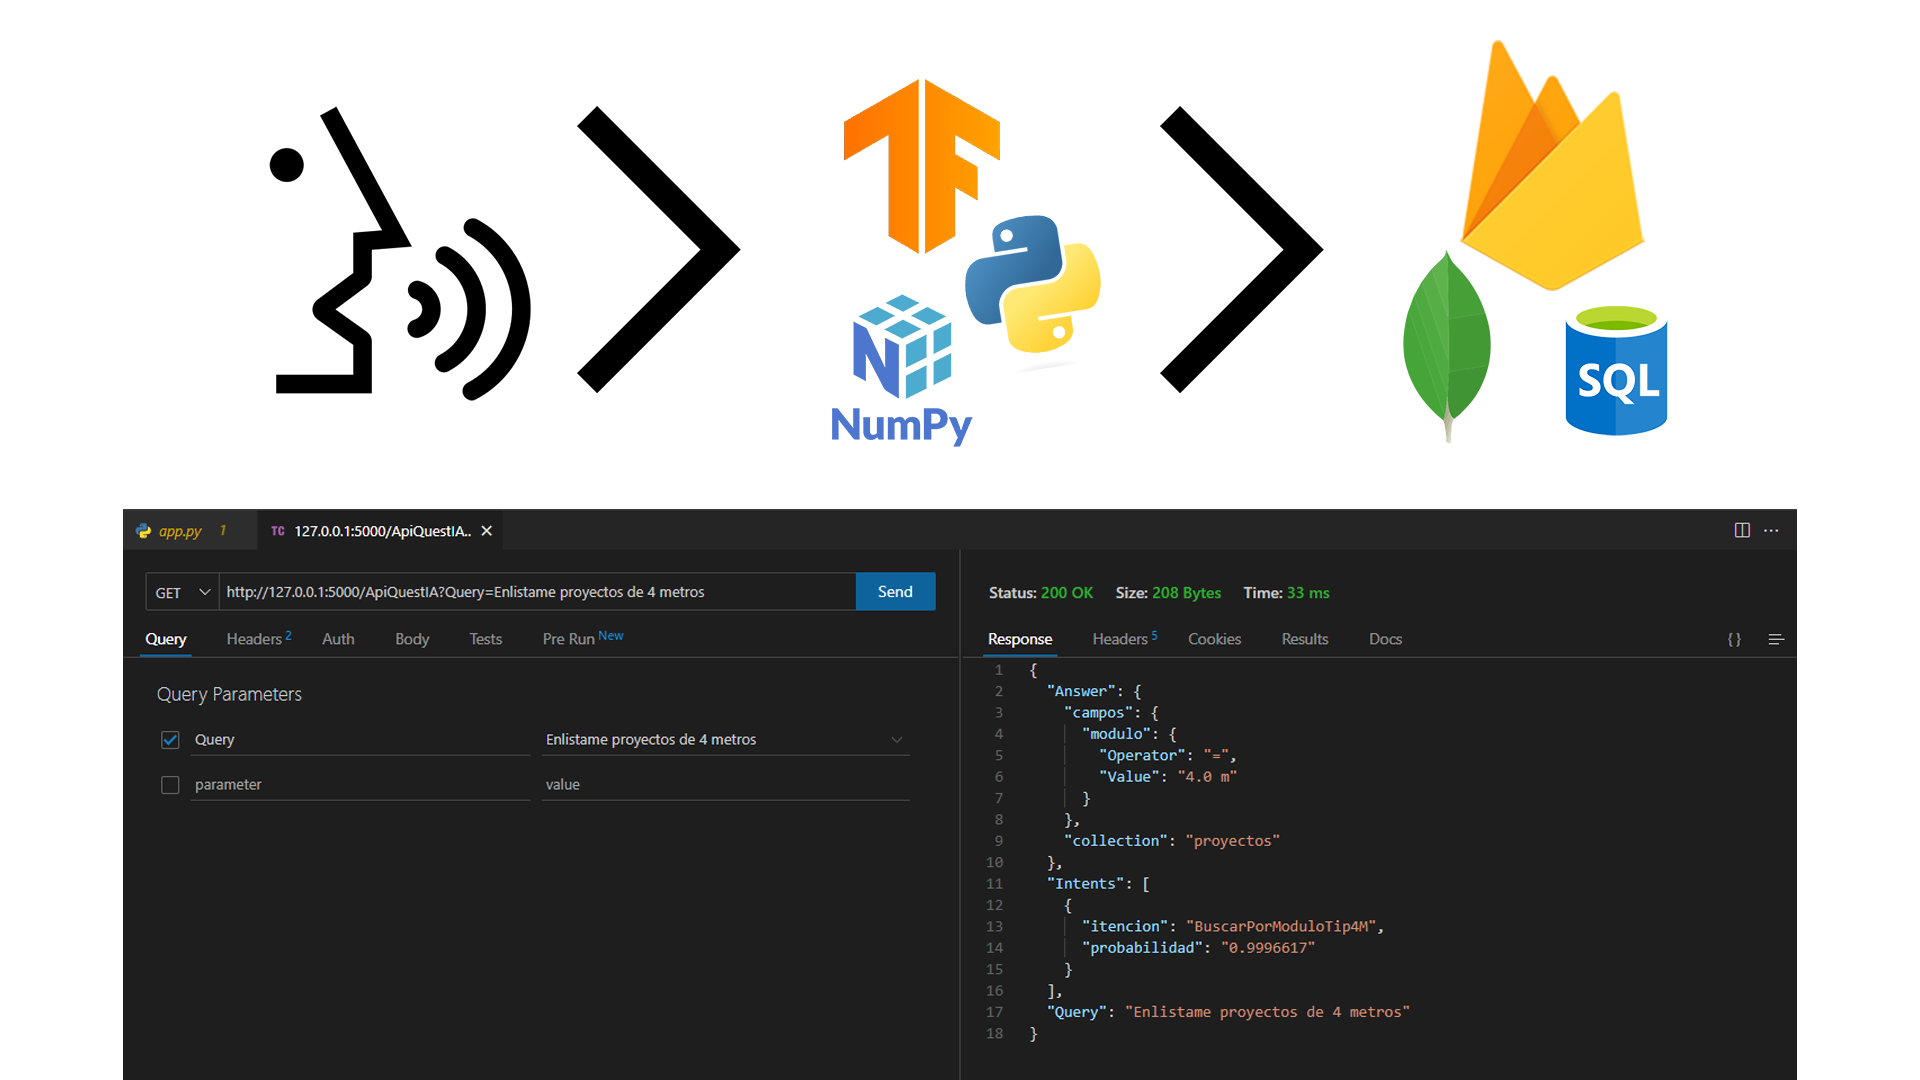 NumPy
SQL
app.py 1
TC 127.0.0.1:5000/ApiQuestIA..
GET http://127.0.0.1:5000/ApiQuestIA?Query=Enlistame proyectos de 4 metros Send
Query Headers 2 Auth Body Tests Pre Run New
Query Parameters
Query Enlistame proyectos de 4 metros
parameter value
Status: 200 OK Size: 208 Bytes Time: 33 ms
Response Headers 5 Cookies Results Docs {}
1 {
2 "Answer": {
3 "campos": {
4 "modulo": {
5 "Operator": "=",
6 "Value": "4.0 m"
7 }
8 },
9 "collection": "proyectos"
10 },
11 "Intents": [
12 {
13 "itencion": "BuscarPorModuloTip4M",
14 "probabilidad": "0.9996617"
15 }
16 ],
17 "Query": "Enlistame proyectos de 4 metros"
18 }